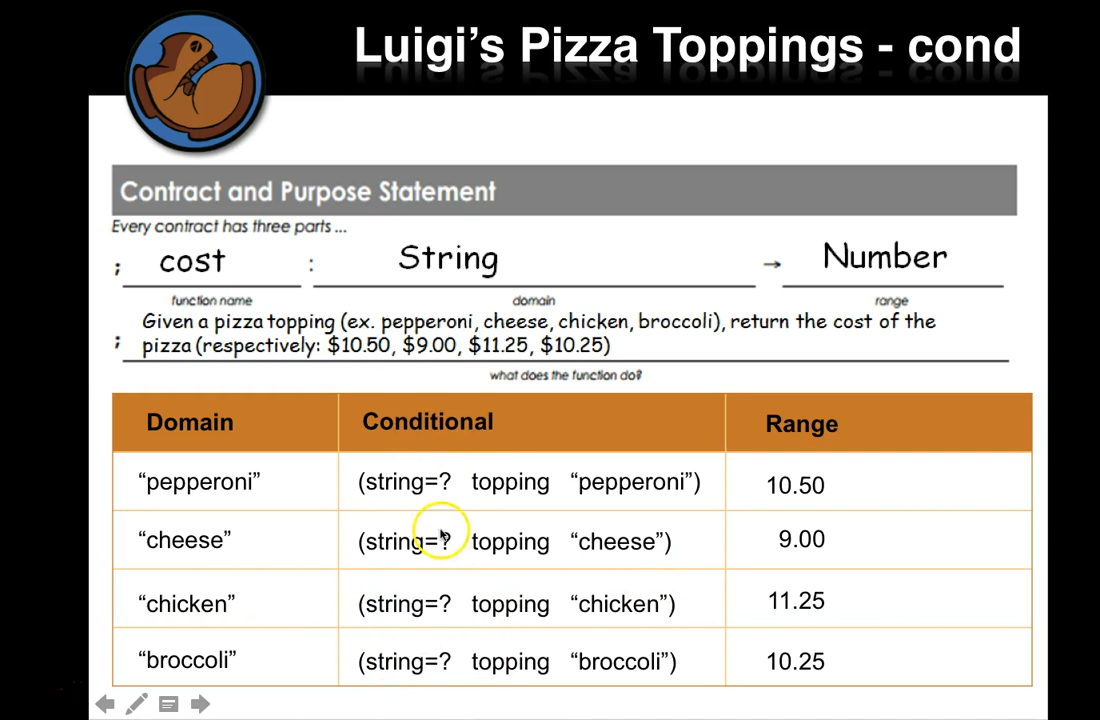 Luigi's Pizza Toppings - cond
Contract and Purpose Statement
Every contract has three parts ...
; cost : String → Number
function name domain range
; Given a pizza topping (ex. pepperoni, cheese, chicken, broccoli), return the cost of the
pizza (respectively: $10.50, $9.00, $11.25, $10.25)
what does the function do?
Domain Conditional Range
“pepperoni” (string=? topping “pepperoni”) 10.50
“cheese” (string=? topping “cheese”) 9.00
“chicken” (string=? topping “chicken”) 11.25
“broccoli” (string=? topping “broccoli”) 10.25